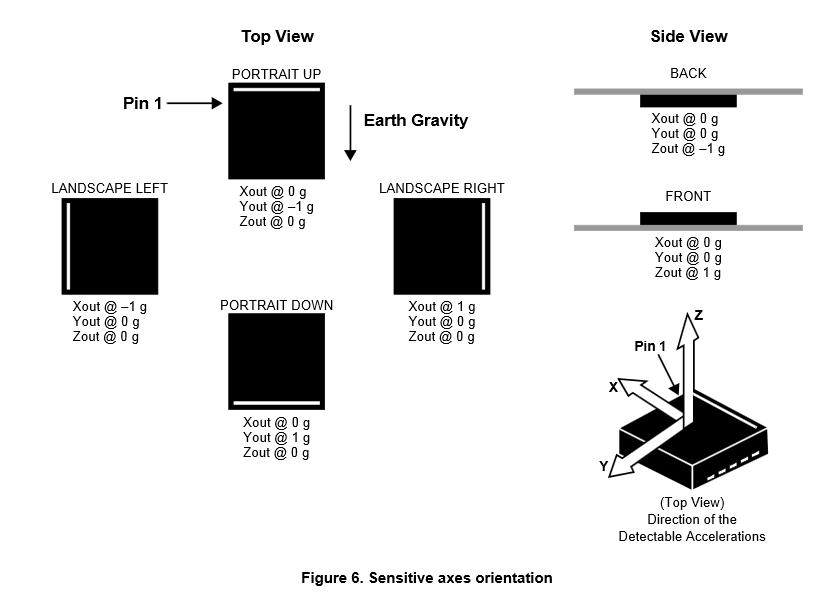 Top View
Side View
PORTRAIT UP
Pin 1
Earth Gravity
Xout @ 0 g
Yout @ –1 g
Zout @ 0 g
LANDSCAPE LEFT
Xout @ –1 g
Yout @ 0 g
Zout @ 0 g
LANDSCAPE RIGHT
Xout @ 1 g
Yout @ 0 g
Zout @ 0 g
PORTRAIT DOWN
Xout @ 0 g
Yout @ 1 g
Zout @ 0 g
BACK
Xout @ 0 g
Yout @ 0 g
Zout @ –1 g
FRONT
Xout @ 0 g
Yout @ 0 g
Zout @ 1 g
Z
Pin 1
X
Y
(Top View)
Direction of the
Detectable Accelerations
Figure 6. Sensitive axes orientation